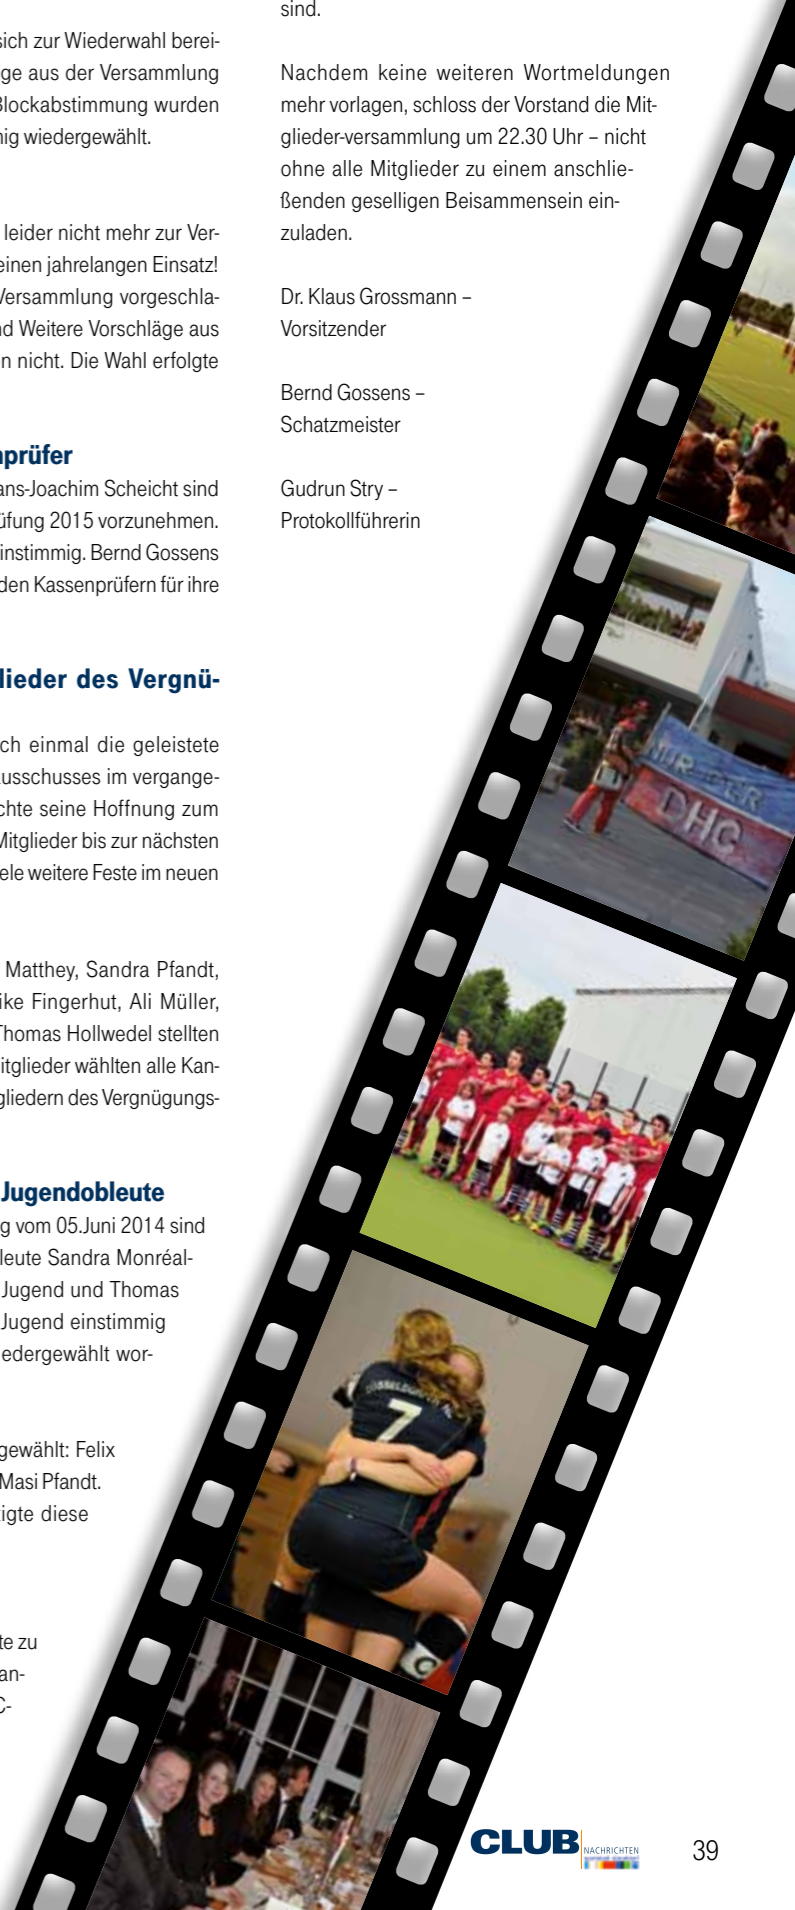 sich zur Wiederwahl berei-
ge aus der Versammlung
Blockabstimmung wurden
nig wiedergewählt.
leider nicht mehr zur Ver-
einen jahrelangen Einsatz!
Versammlung vorgeschla-
nd Weitere Vorschläge aus
n nicht. Die Wahl erfolgte
nprüfer
ans-Joachim Scheicht sind
üfung 2015 vorzunehmen.
instimmig. Bernd Gossens
den Kassenprüfern für ihre
lieder des Vergnü-
ch einmal die geleistete
ausschusses im vergange-
chte seine Hoffnung zum
Mitglieder bis zur nächsten
ele weitere Feste im neuen
Matthey, Sandra Pfandt,
ike Fingerhut, Ali Müller,
Thomas Hollwedel stellten
itglieder wählten alle Kan-
gliedern des Vergnügungs-
Jugendobleute
g vom 05.Juni 2014 sind
leute Sandra Monréal-
Jugend und Thomas
Jugend einstimmig
edergewählt wor-
gewählt: Felix
Masi Pfandt.
igte diese
te zu
an-
C-
sind.
Nachdem keine weiteren Wortmeldungen
mehr vorlagen, schloss der Vorstand die Mit-
glieder-versammlung um 22.30 Uhr – nicht
ohne alle Mitglieder zu einem anschlie-
ßenden geselligen Beisammensein ein-
zuladen.
Dr. Klaus Grossmann –
Vorsitzender
Bernd Gossens –
Schatzmeister
Gudrun Stry –
Protokollführerin
NUR DER
DHC
7
CLUB
NACHRICHTEN
39